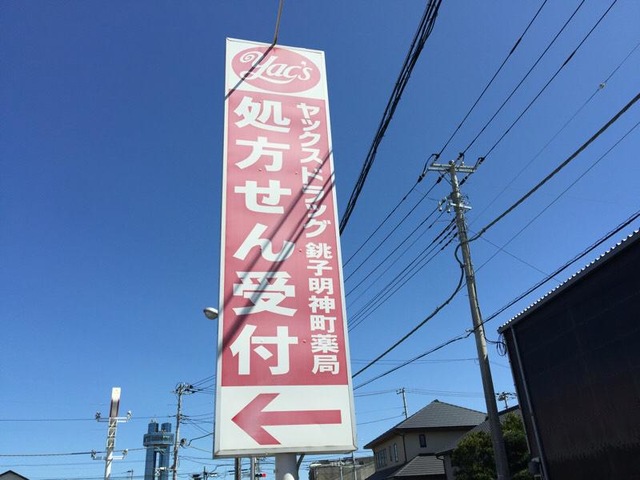 Yac's
ヤックスドラッグ 銚子明神町薬局
処方せん受付